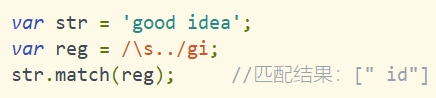 var str = 'good idea';
var reg = /\s../gi;
str.match(reg);      //匹配结果：[" id"]